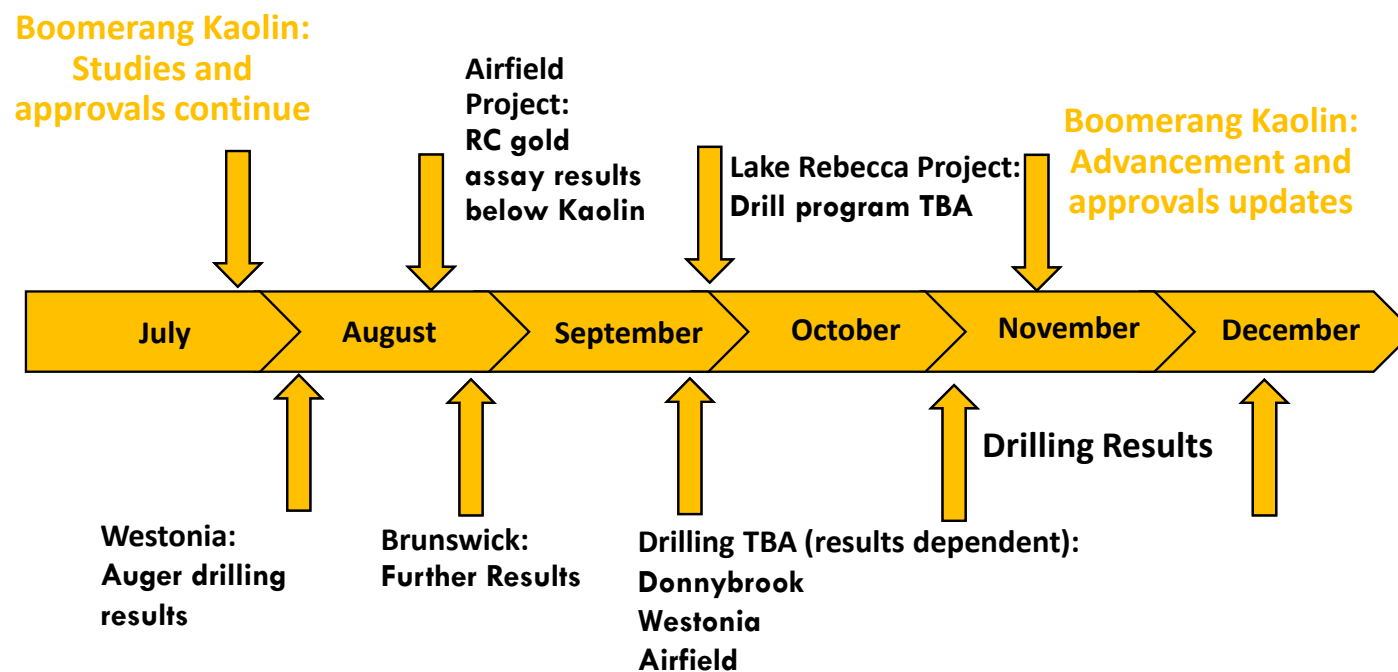 Boomerang Kaolin:
Studies and
approvals continue
Airfield
Project:
RC gold
assay results
below Kaolin
Lake Rebecca Project:
Drill program TBA
Boomerang Kaolin:
Advancement and
approvals updates
July
August
September
October
November
December
Westonia:
Auger drilling
results
Brunswick:
Further Results
Drilling TBA (results dependent):
Donnybrook
Westonia
Airfield
Drilling Results